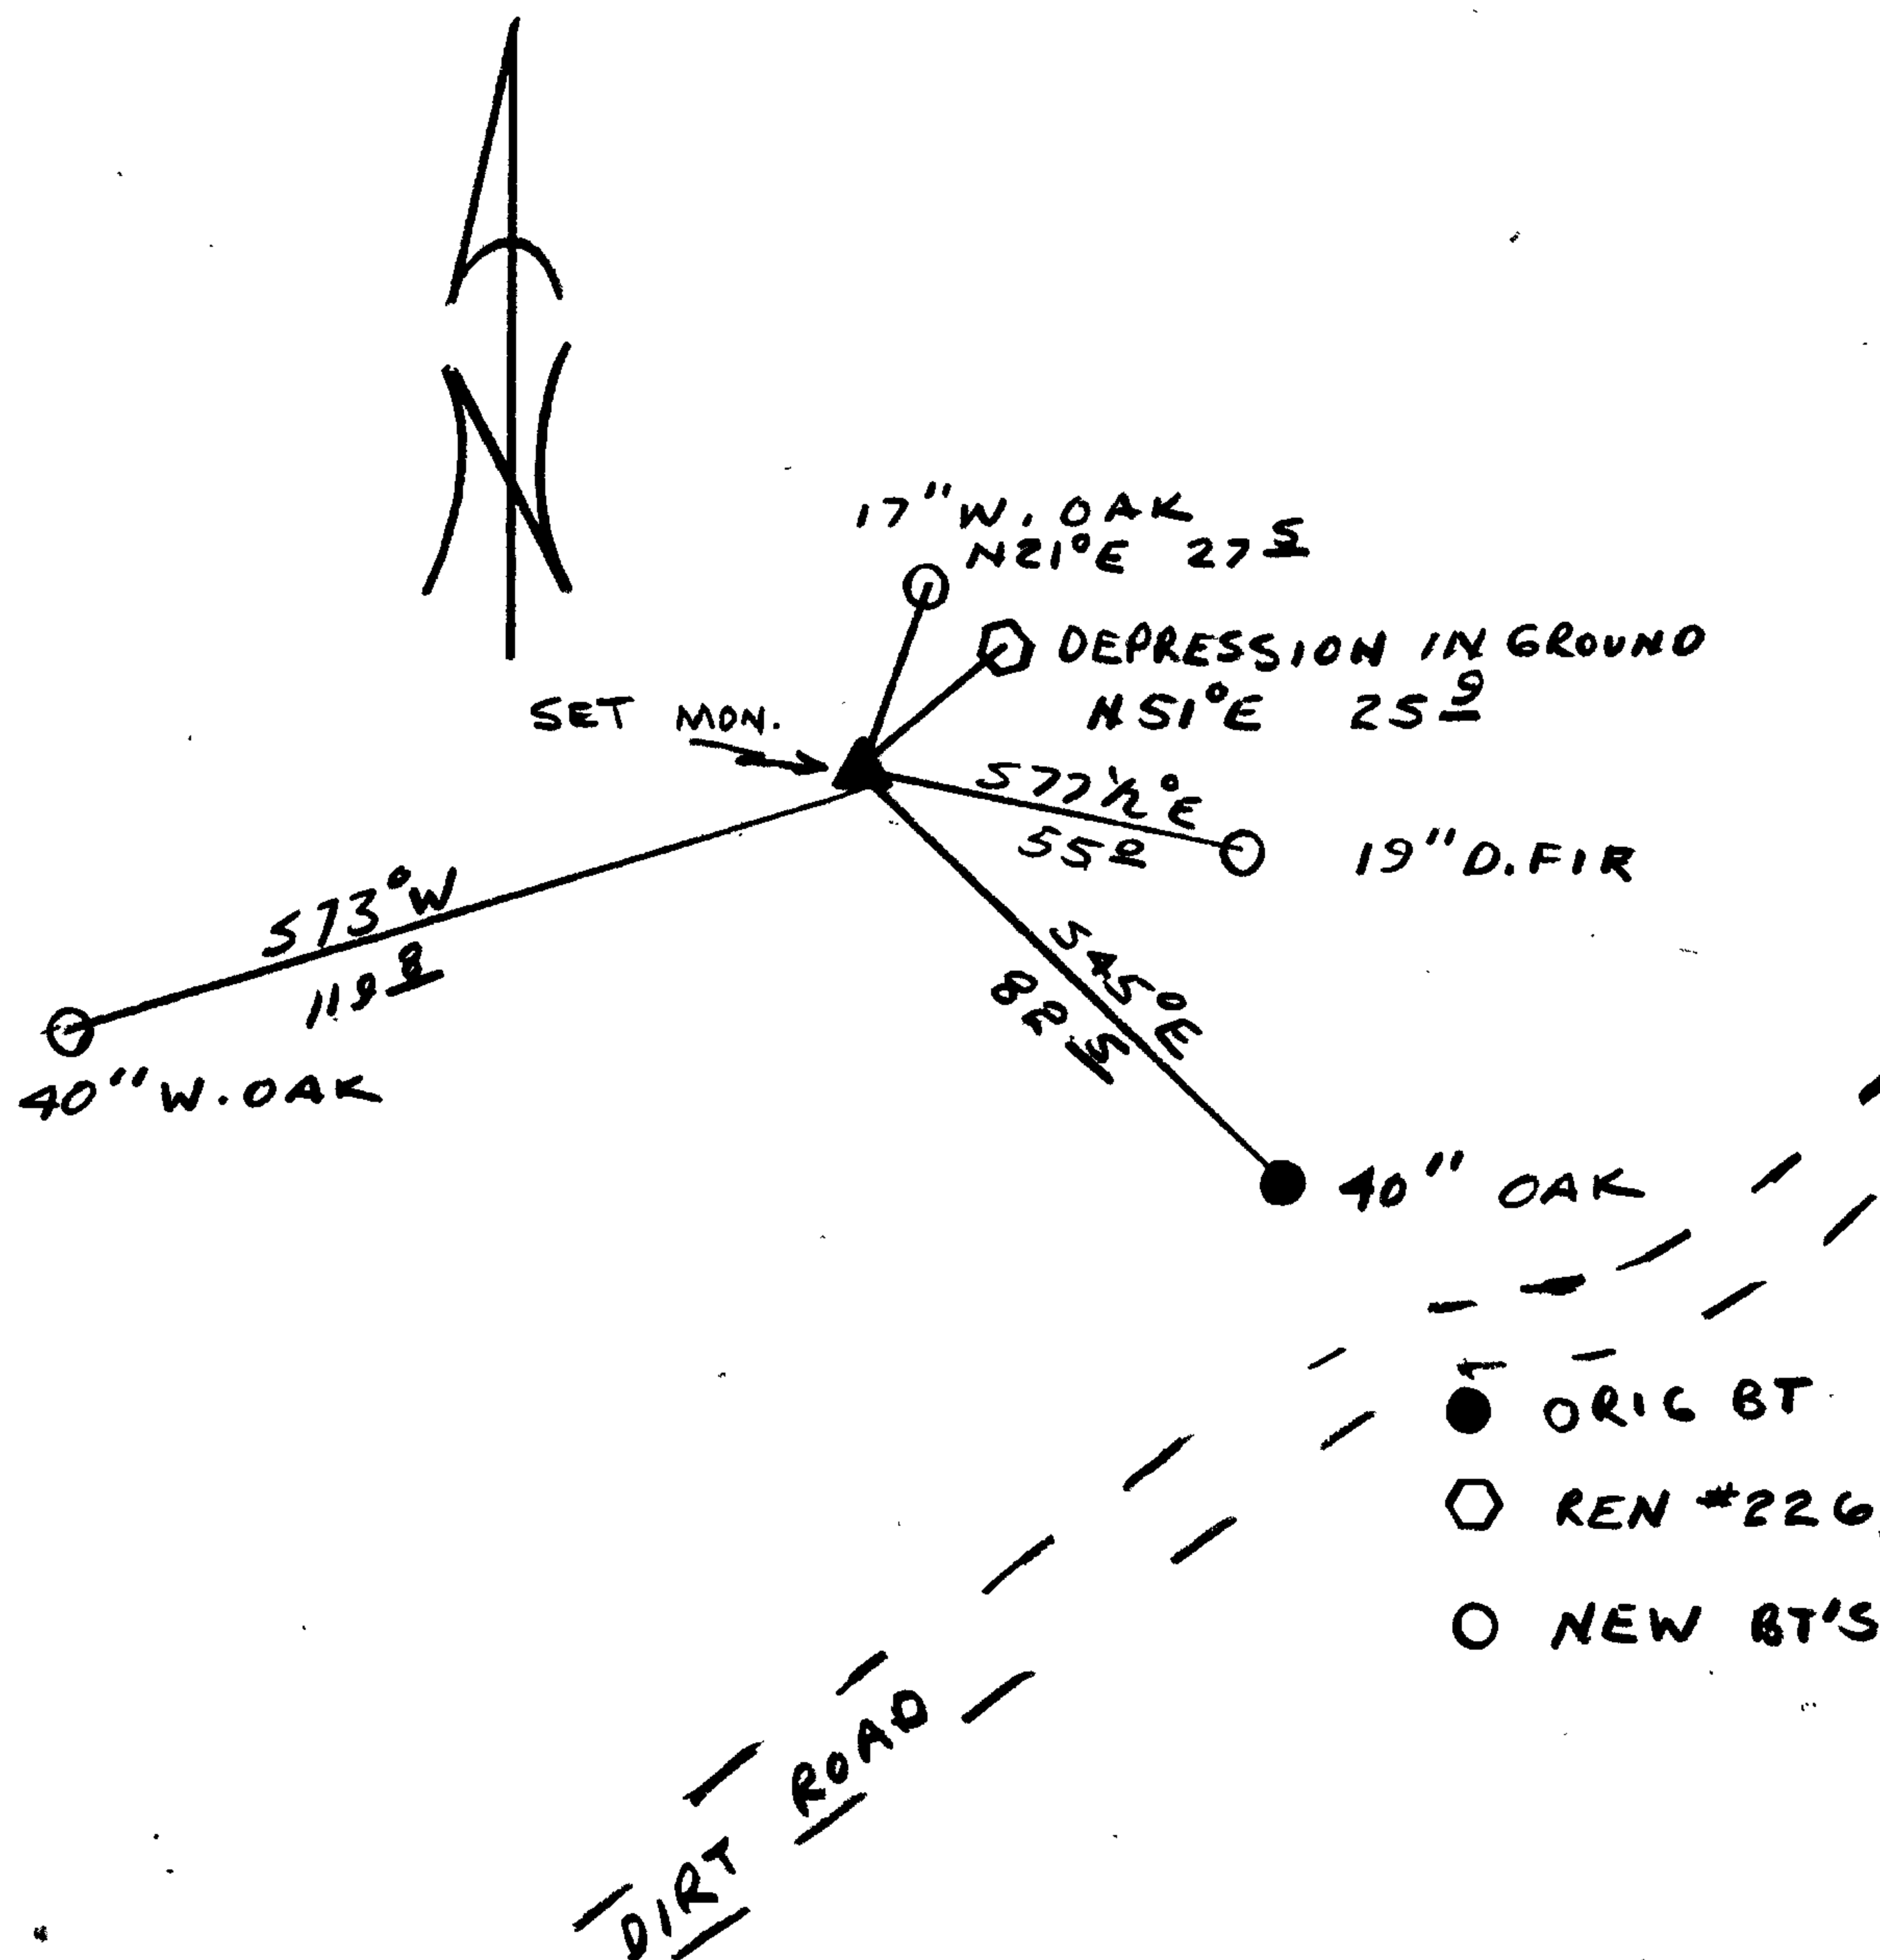 N
17" W. OAK
N21°E 27 5
DEPRESSION IN GROUND
N51°E 25 9
SET MON.
S77½°E
55 2
19" D.FIR
S73°W
119 8
40" W.OAK
S45°E
82 5
40" OAK
ORIG BT
REN #226
NEW BT'S
DIRT ROAD